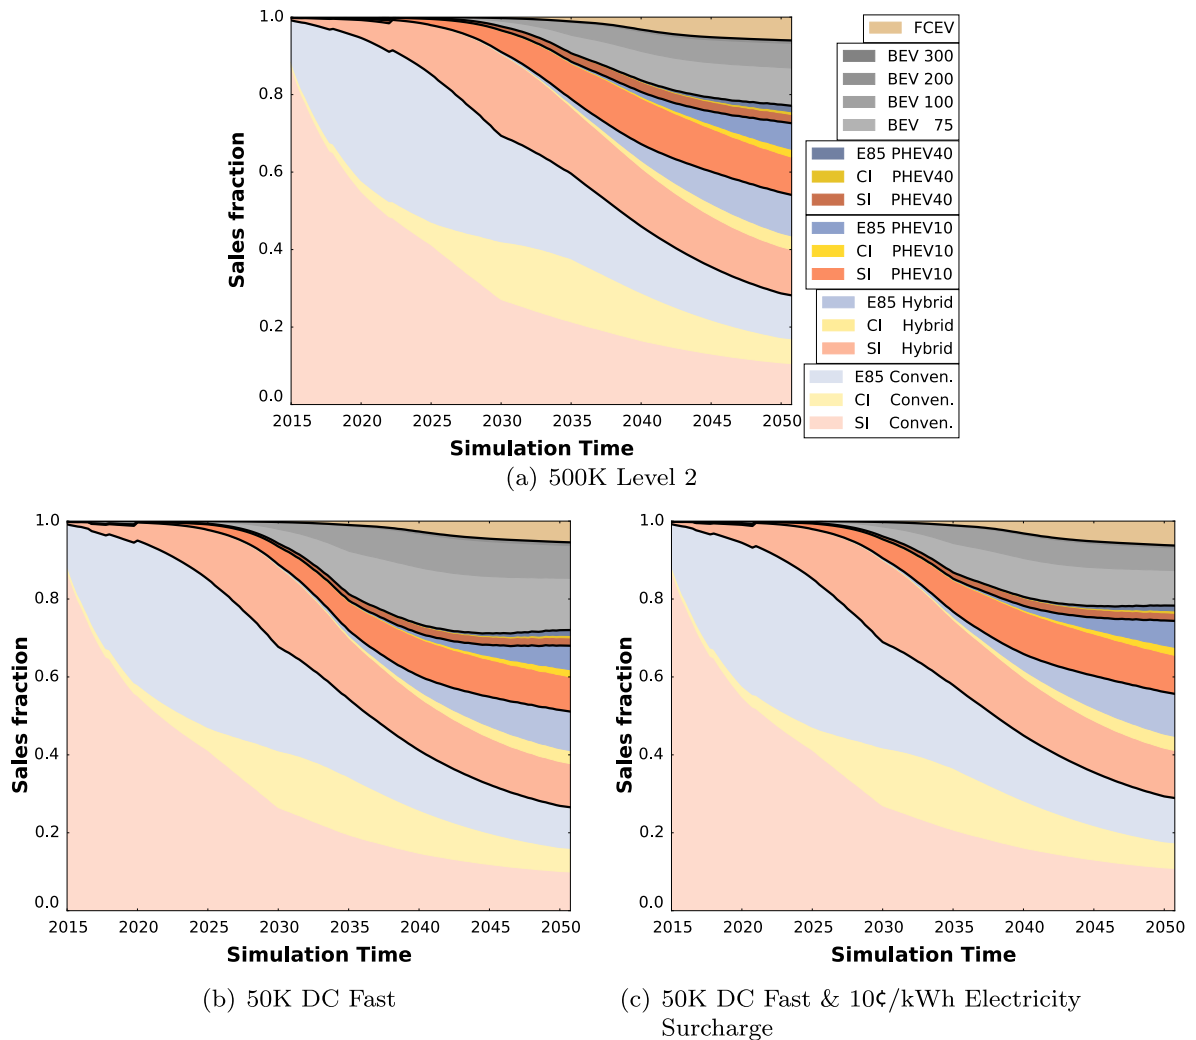 1.0
0.8
0.6
0.4
0.2
0.0
Sales fraction
2015 2020 2025 2030 2035 2040 2045 2050
Simulation Time
FCEV
BEV 300
BEV 200
BEV 100
BEV 75
E85 PHEV40
CI PHEV40
SI PHEV40
E85 PHEV10
CI PHEV10
SI PHEV10
E85 Hybrid
CI Hybrid
SI Hybrid
E85 Conven.
CI Conven.
SI Conven.
(a) 500K Level 2
1.0
0.8
0.6
0.4
0.2
0.0
Sales fraction
2015 2020 2025 2030 2035 2040 2045 2050
Simulation Time
(b) 50K DC Fast
1.0
0.8
0.6
0.4
0.2
0.0
Sales fraction
2015 2020 2025 2030 2035 2040 2045 2050
Simulation Time
(c) 50K DC Fast & 10¢/kWh Electricity
Surcharge